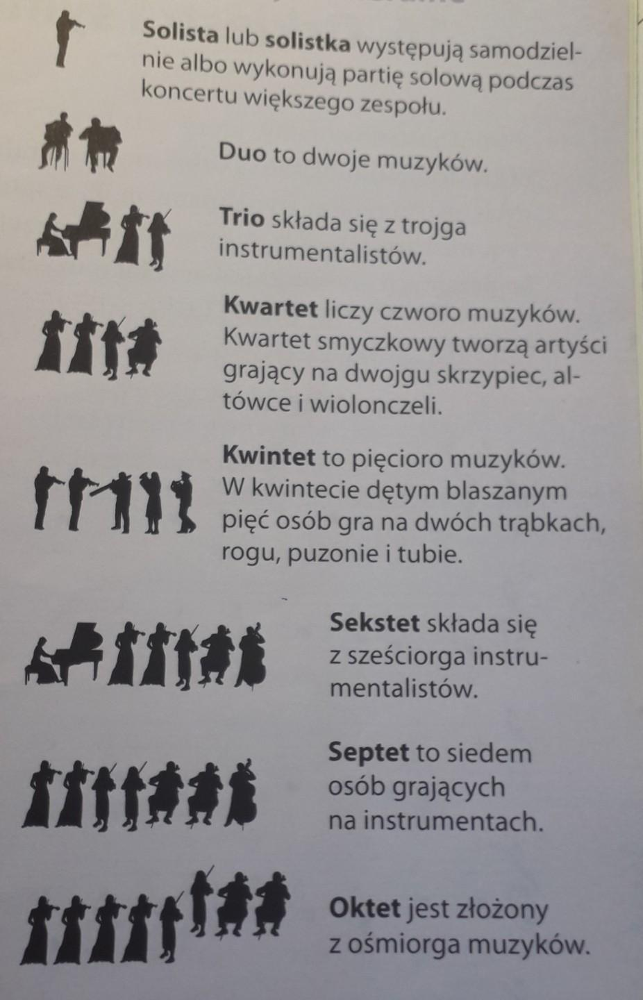 Solista lub solistka występują samodziel-
nie albo wykonują partię solową podczas
koncertu większego zespołu.
Duo to dwoje muzyków.
Trio składa się z trojga
instrumentalistów.
Kwartet liczy czworo muzyków.
Kwartet smyczkowy tworzą artyści
grający na dwojgu skrzypiec, al-
tówce i wiolonczeli.
Kwintet to pięcioro muzyków.
W kwintecie dętym blaszanym
pięć osób gra na dwóch trąbkach,
rogu, puzonie i tubie.
Sekstet składa się
z sześciorga instru-
mentalistów.
Septet to siedem
osób grających
na instrumentach.
Oktet jest złożony
z ośmiorga muzyków.